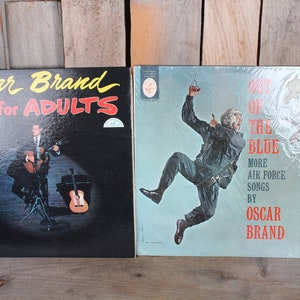 ar Brand
for ADULTS
OUT
OF
THE
BLUE
MORE
AIR FORCE
SONGS
BY
OSCAR
BRAND